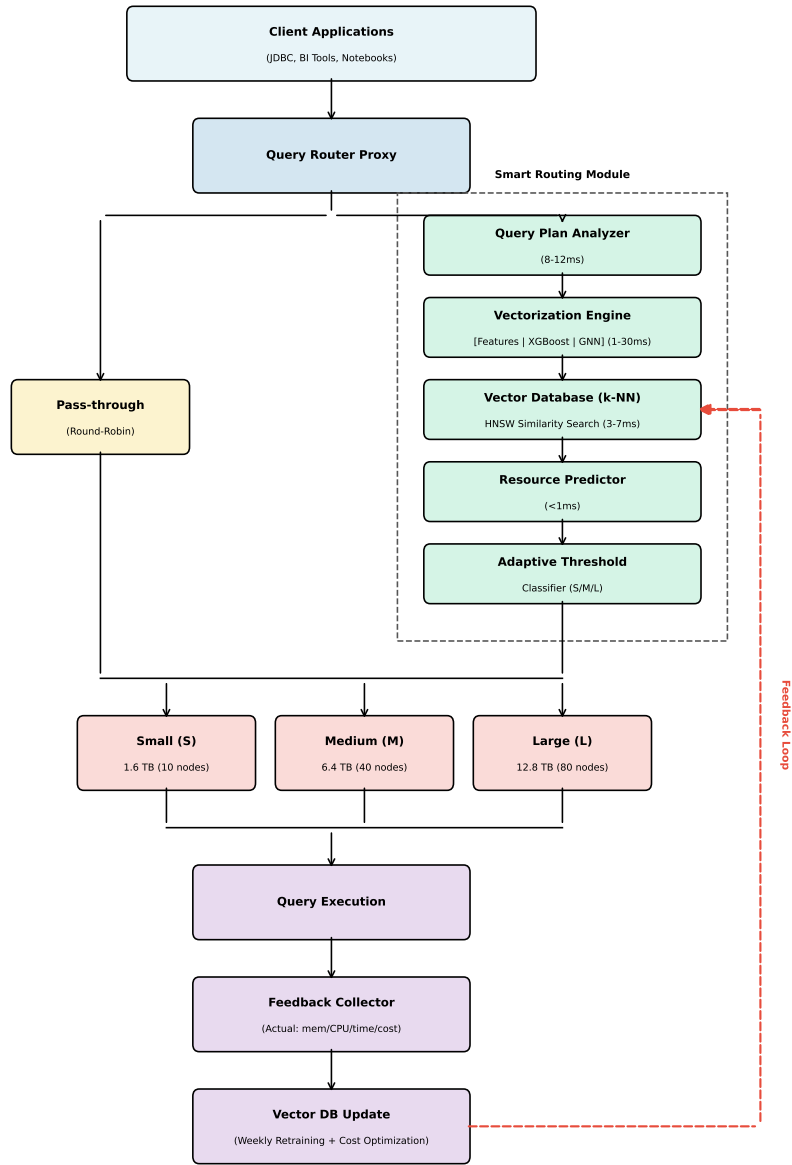 Client Applications
(JDBC, BI Tools, Notebooks)
Query Router Proxy
Smart Routing Module
Query Plan Analyzer
(8-12ms)
Vectorization Engine
[Features | XGBoost | GNN] (1-30ms)
Vector Database (k-NN)
HNSW Similarity Search (3-7ms)
Pass-through
(Round-Robin)
Resource Predictor
(<1ms)
Adaptive Threshold
Classifier (S/M/L)
Small (S)
1.6 TB (10 nodes)
Medium (M)
6.4 TB (40 nodes)
Large (L)
12.8 TB (80 nodes)
Feedback Loop
Query Execution
Feedback Collector
(Actual: mem/CPU/time/cost)
Vector DB Update
(Weekly Retraining + Cost Optimization)